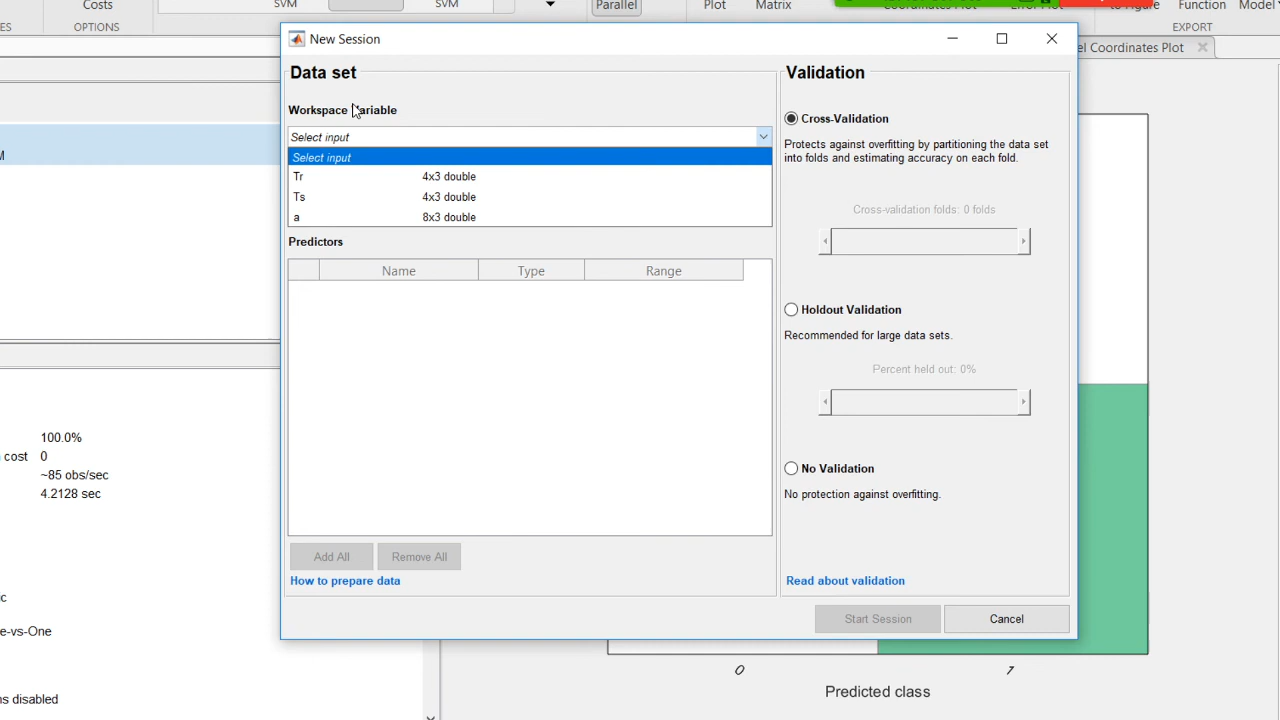 Costs
SVM
SVM
Parallel
Plot
Matrix
to Figure
Function
Model
OPTIONS
EXPORT
New Session
el Coordinates Plot
Data set
Validation
Workspace Variable
Cross-Validation
Select input
Protects against overfitting by partitioning the data set
into folds and estimating accuracy on each fold.
Select input
Tr 4x3 double
Ts 4x3 double
a 8x3 double
Cross-validation folds: 0 folds
Predictors
Name Type Range
Holdout Validation
Recommended for large data sets.
Percent held out: 0%
100.0%
cost 0
~85 obs/sec
4.2128 sec
No Validation
No protection against overfitting.
Add All
Remove All
How to prepare data
Read about validation
Start Session
Cancel
ic
e-vs-One
ns disabled
0
1
Predicted class